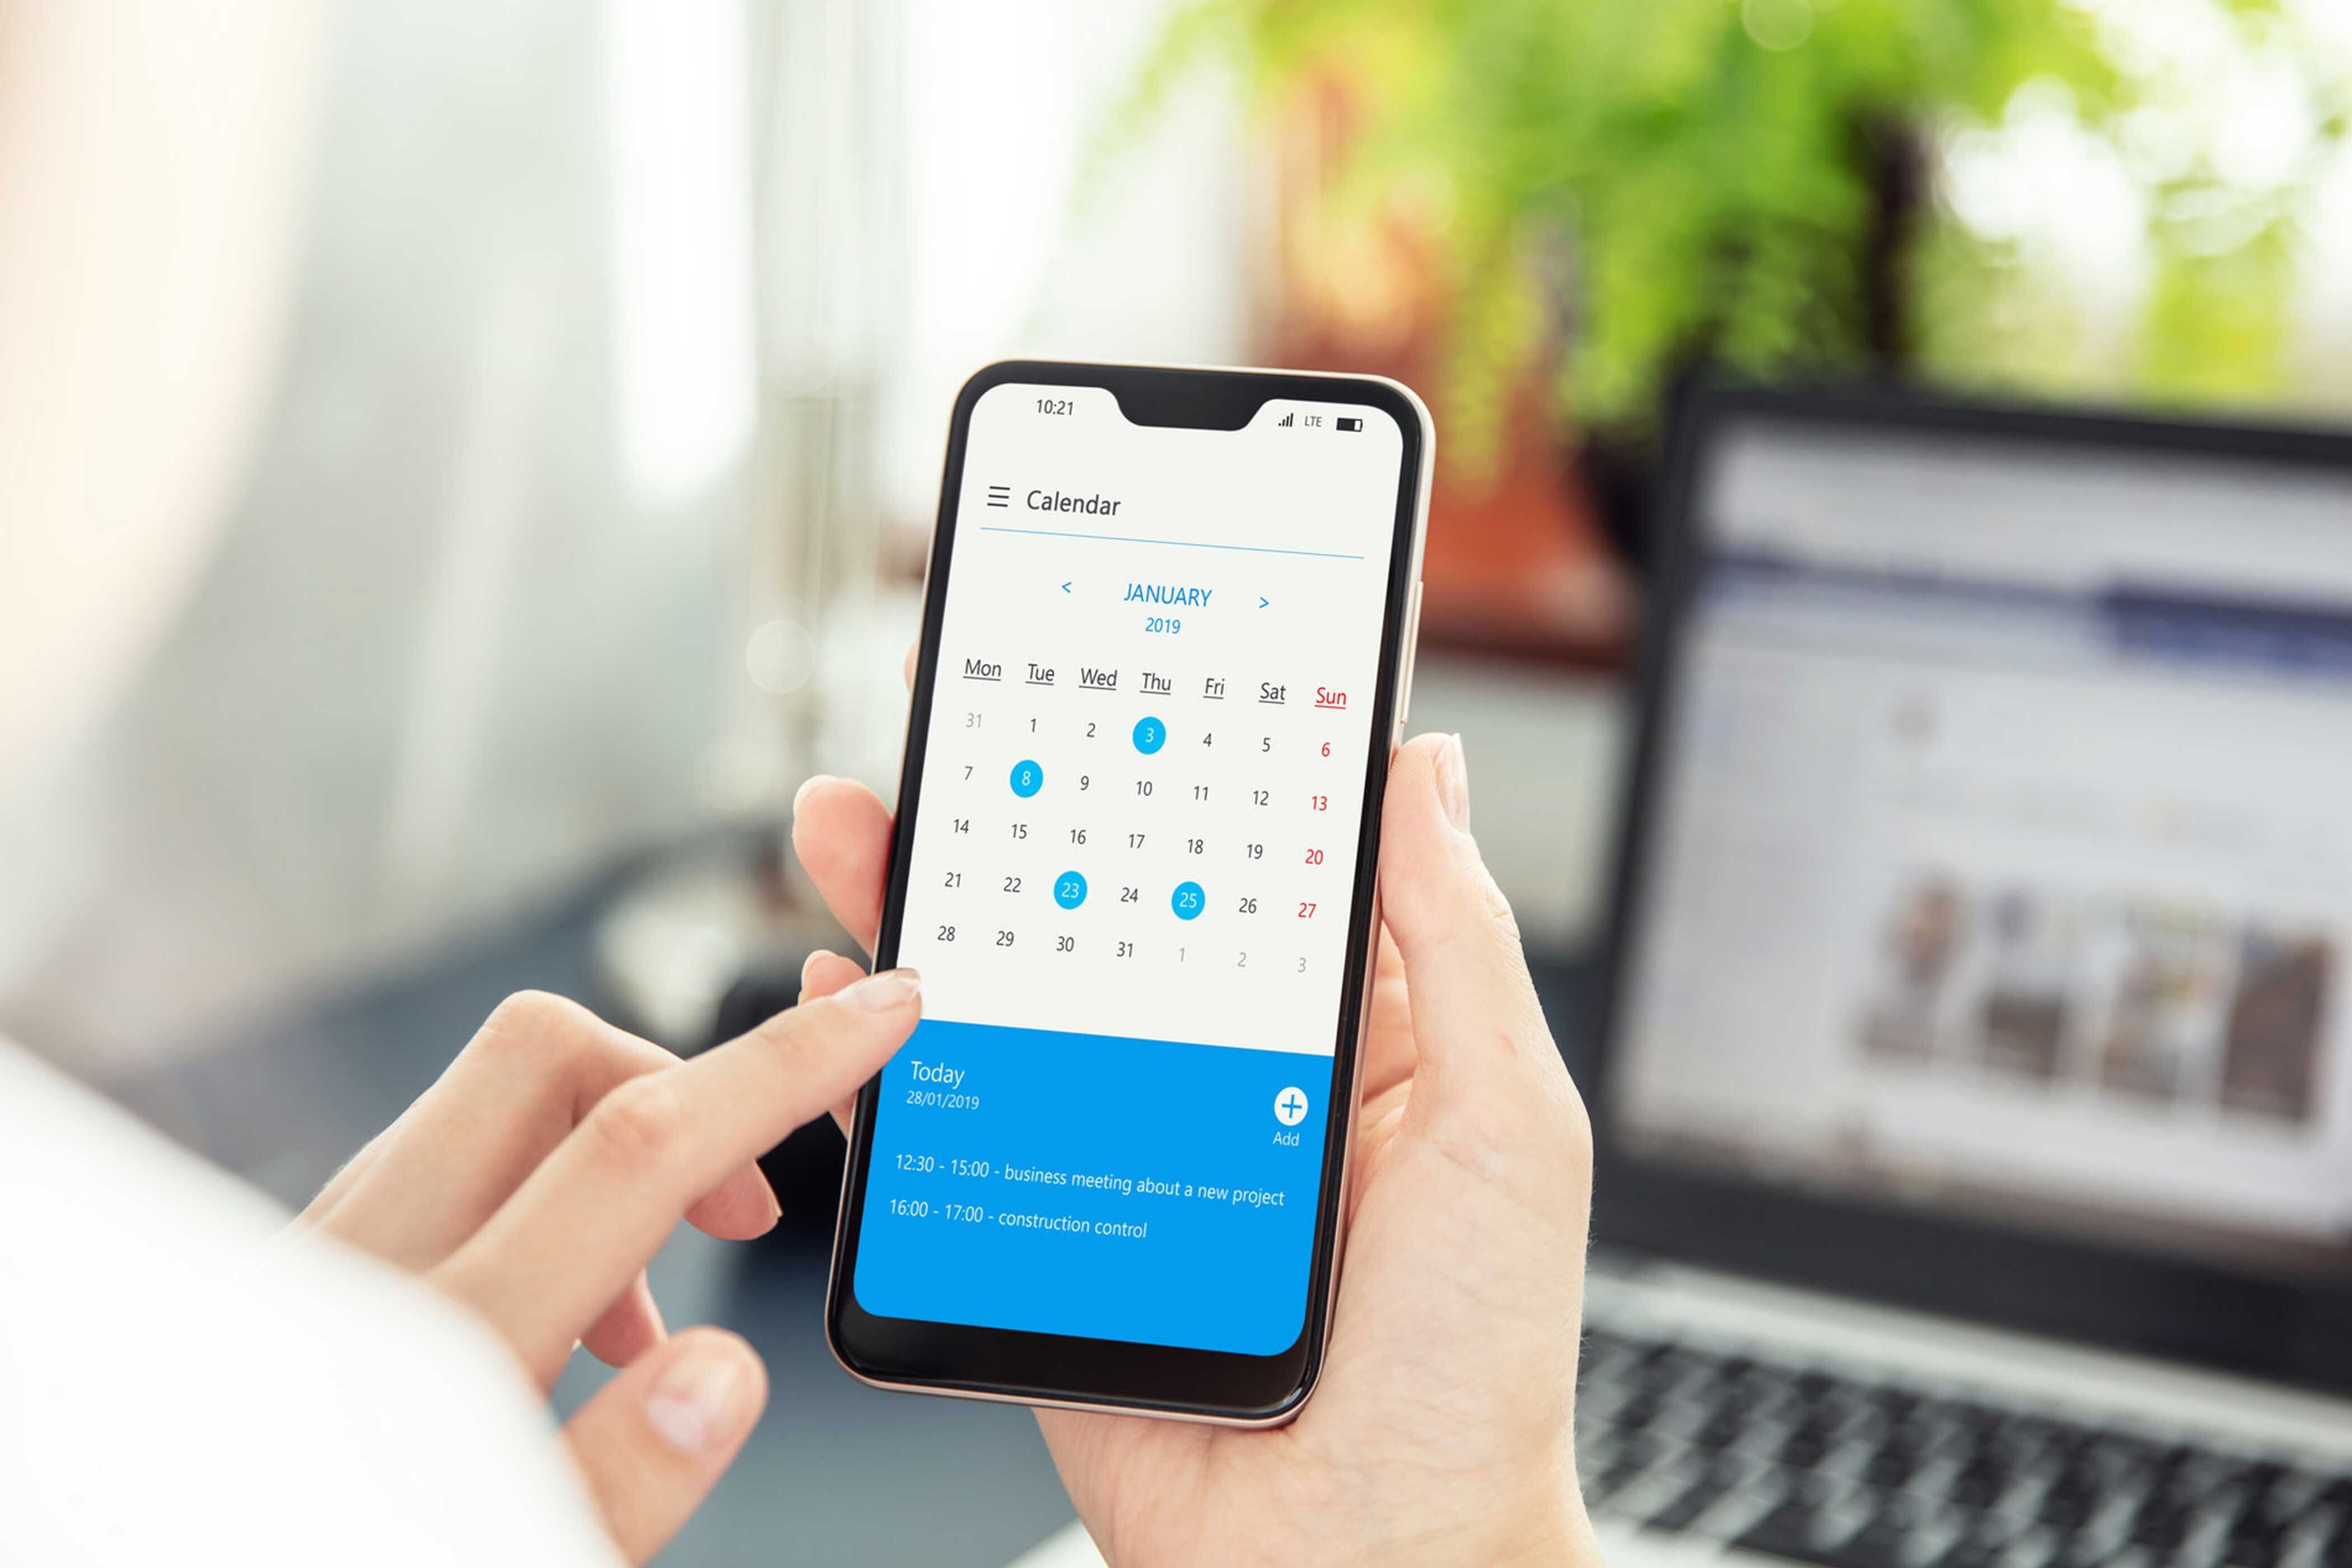 10:21 LTE
Calendar
< JANUARY >
2019
Mon Tue Wed Thu Fri Sat Sun
31 1 2 3 4 5 6
7 8 9 10 11 12 13
14 15 16 17 18 19 20
21 22 23 24 25 26 27
28 29 30 31 1 2 3
Today
28/01/2019
Add
12:30 - 15:00 - business meeting about a new project
16:00 - 17:00 - construction control